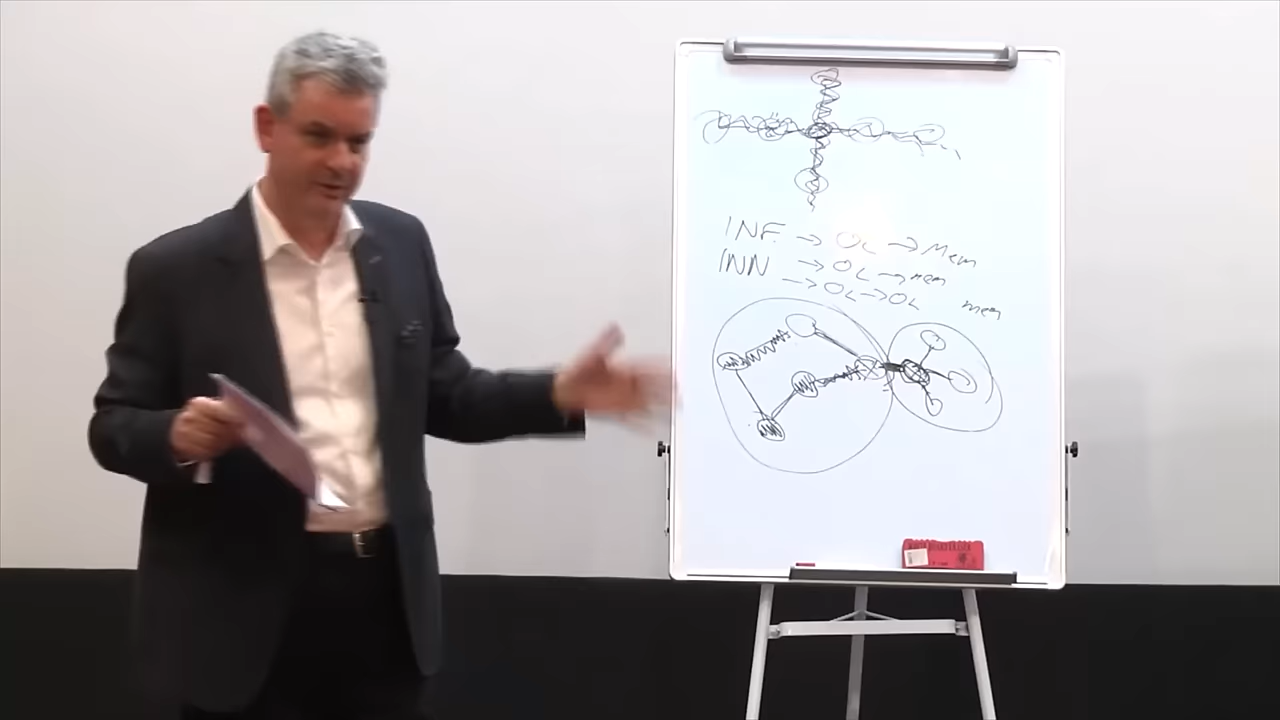 INF → OL → Mem
INN → OL → mem
→ OL → OL mem